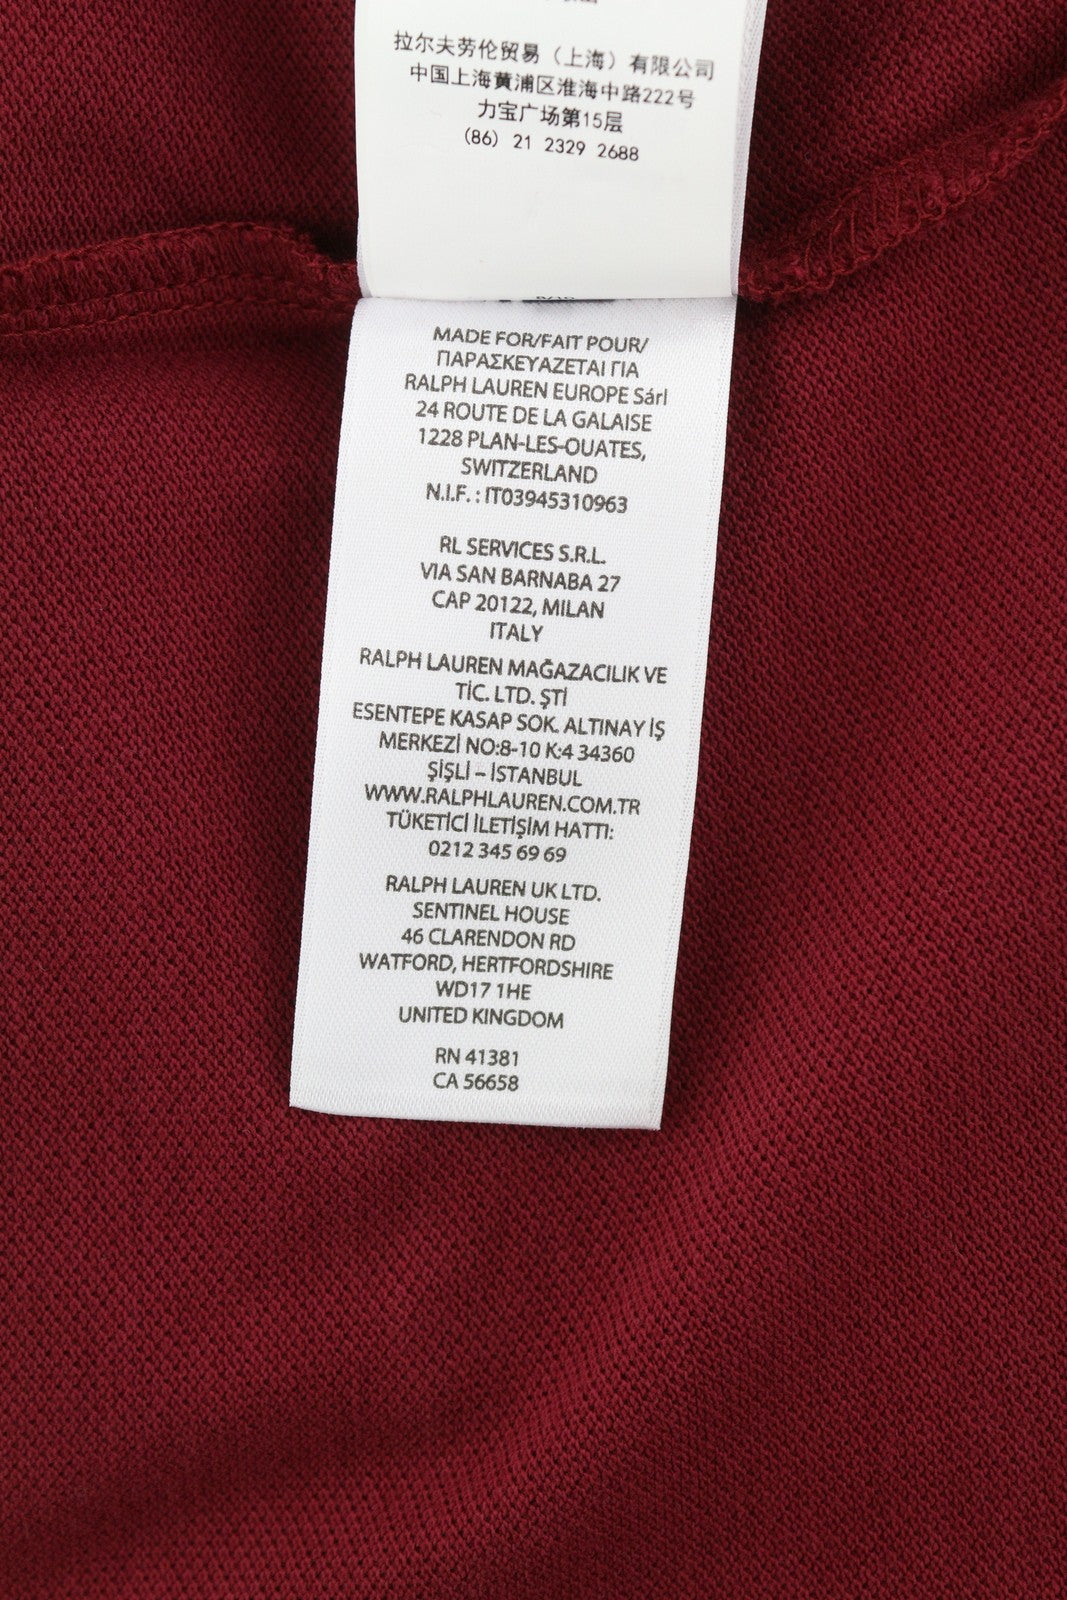 拉尔夫劳伦贸易（上海）有限公司
中国上海黄浦区淮海中路222号
力宝广场第15层
(86) 21 2329 2688
MADE FOR/FAIT POUR/
ΠΑΡΑΣΚΕΥΑΖΕΤΑΙ ΓΙΑ
RALPH LAUREN EUROPE Sárl
24 ROUTE DE LA GALAISE
1228 PLAN-LES-OUATES,
SWITZERLAND
N.I.F. : IT03945310963
RL SERVICES S.R.L.
VIA SAN BARNABA 27
CAP 20122, MILAN
ITALY
RALPH LAUREN MAĞAZACILIK VE
TİC. LTD. ŞTİ
ESENTEPE KASAP SOK. ALTINAY İŞ
MERKEZİ NO:8-10 K:4 34360
ŞİŞLİ – İSTANBUL
WWW.RALPHLAUREN.COM.TR
TÜKETİCİ İLETİŞİM HATTI:
0212 345 69 69
RALPH LAUREN UK LTD.
SENTINEL HOUSE
46 CLARENDON RD
WATFORD, HERTFORDSHIRE
WD17 1HE
UNITED KINGDOM
RN 41381
CA 56658